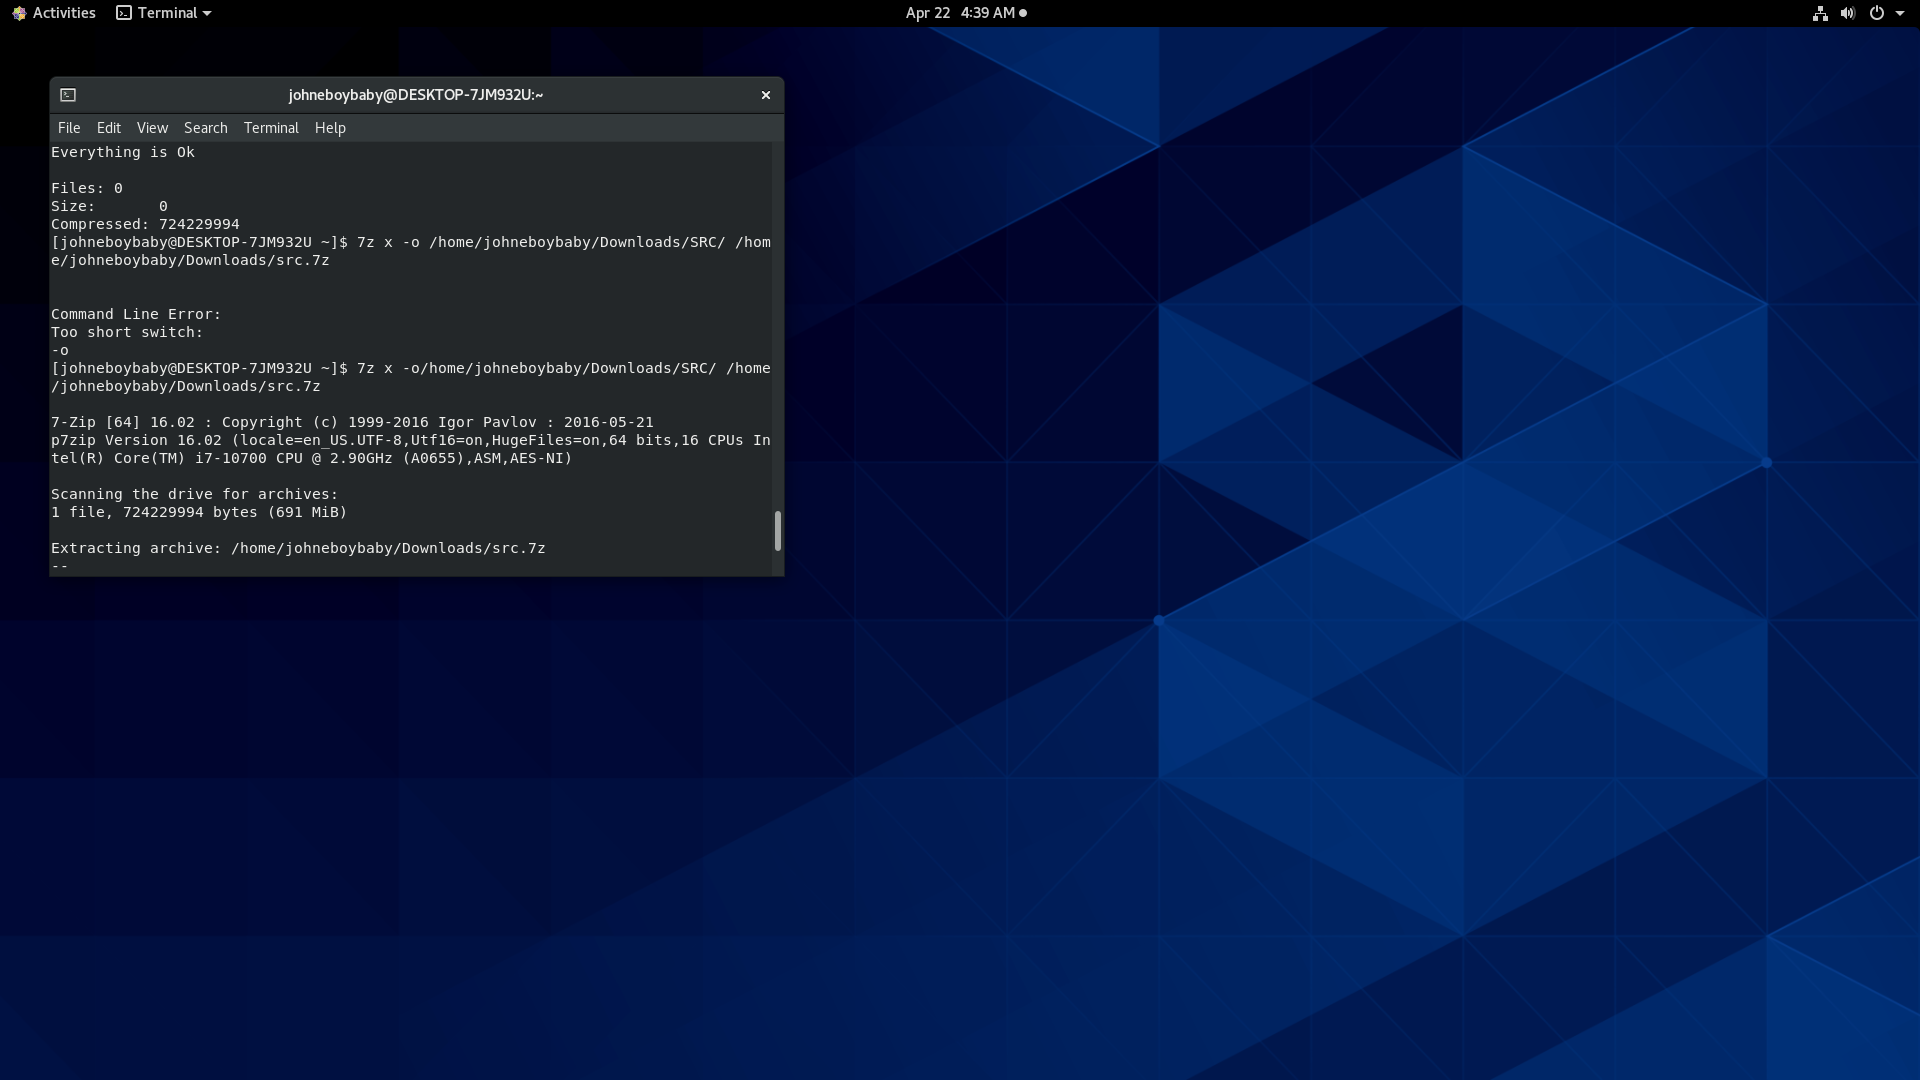 Activities
Terminal
Apr 22 4:39 AM
johneboybaby@DESKTOP-7JM932U:~
File Edit View Search Terminal Help
Everything is Ok
Files: 0
Size:       0
Compressed: 724229994
[johneboybaby@DESKTOP-7JM932U ~]$ 7z x -o /home/johneboybaby/Downloads/SRC/ /hom
e/johneboybaby/Downloads/src.7z
Command Line Error:
Too short switch:
-o
[johneboybaby@DESKTOP-7JM932U ~]$ 7z x -o/home/johneboybaby/Downloads/SRC/ /home
/johneboybaby/Downloads/src.7z
7-Zip [64] 16.02 : Copyright (c) 1999-2016 Igor Pavlov : 2016-05-21
p7zip Version 16.02 (locale=en_US.UTF-8,Utf16=on,HugeFiles=on,64 bits,16 CPUs In
tel(R) Core(TM) i7-10700 CPU @ 2.90GHz (A0655),ASM,AES-NI)
Scanning the drive for archives:
1 file, 724229994 bytes (691 MiB)
Extracting archive: /home/johneboybaby/Downloads/src.7z
--